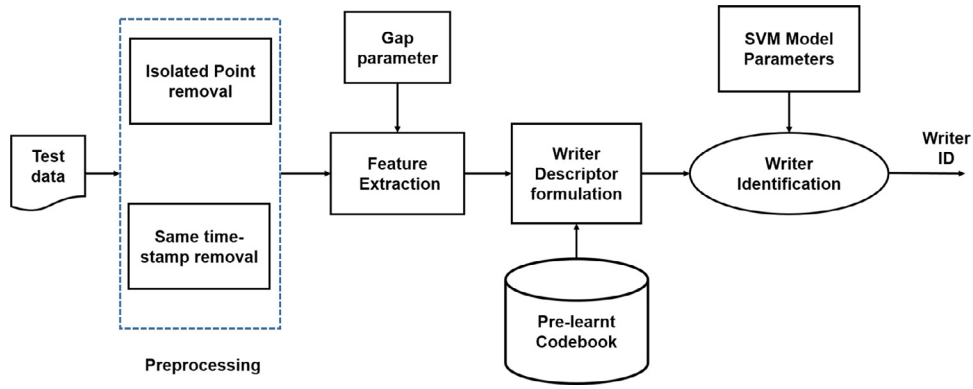 Test
data
Isolated Point
removal
Same time-
stamp removal
Preprocessing
Gap
parameter
Feature
Extraction
Writer
Descriptor
formulation
Pre-learnt
Codebook
SVM Model
Parameters
Writer
Identification
Writer
ID